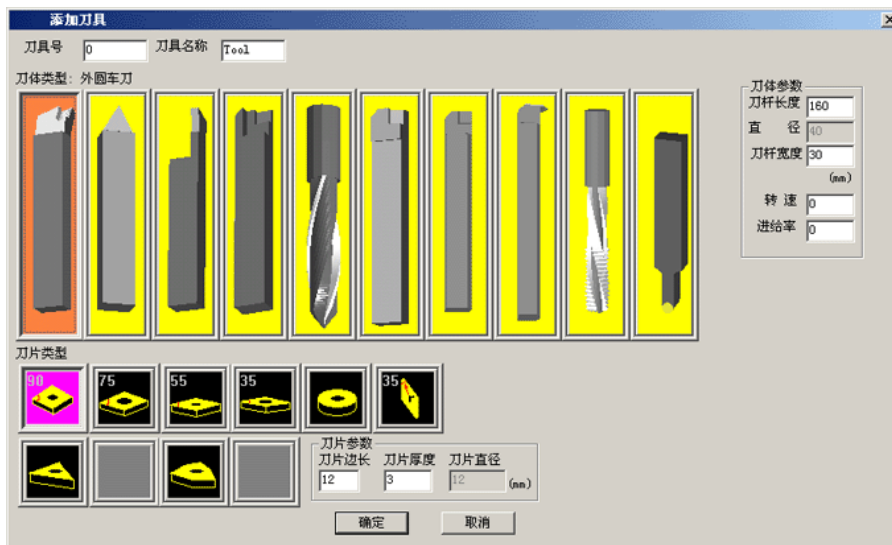 添加刀具
刀具号 0 刀具名称 Tool
刀体类型: 外圆车刀
刀体参数
刀杆长度 160
直 径 40
刀杆宽度 30
(mm)
转 速 0
进给率 0
刀片类型
90 75 55 35 35
刀片参数
刀片边长 刀片厚度 刀片直径
12 3 12 (mm)
确定 取消